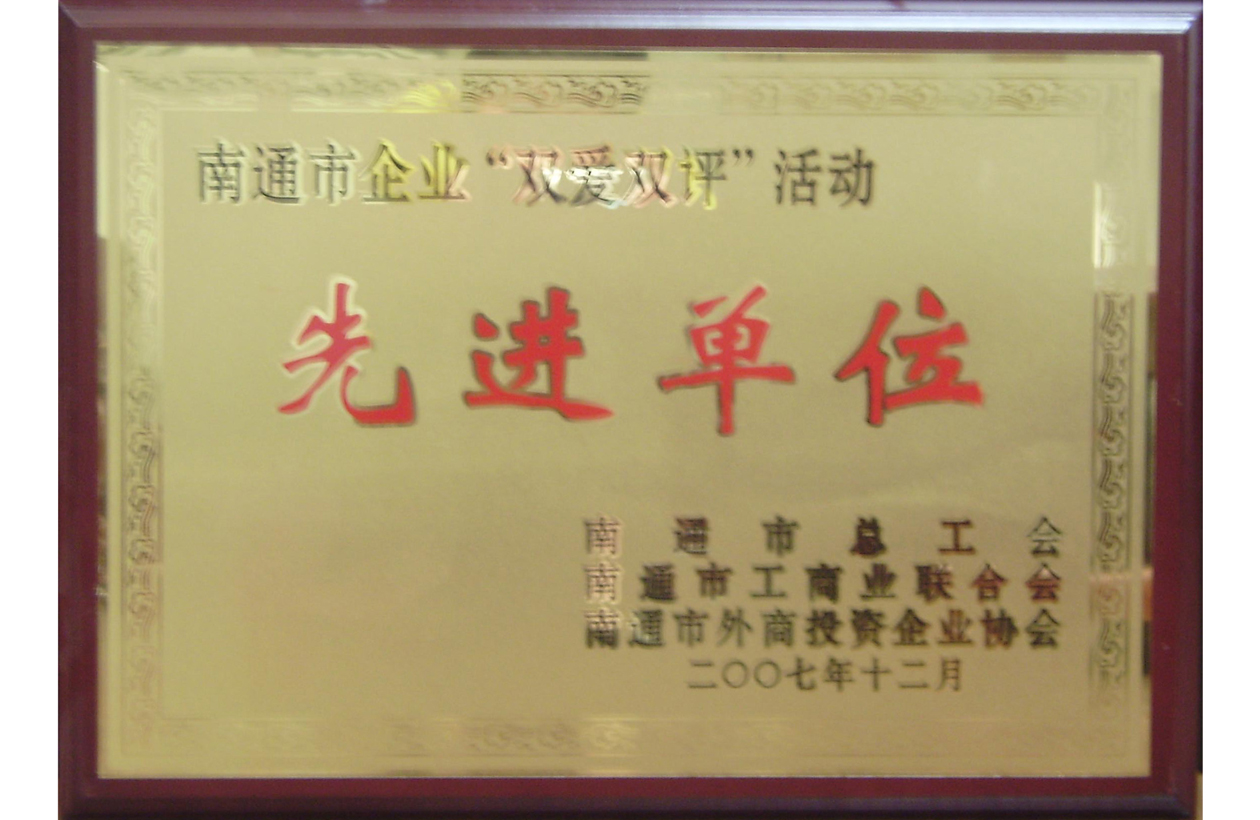 南通市企业“双爱双评”活动
先进单位
南通市总工会
南通市工商业联合会
南通市外商投资企业协会
二〇〇七年十二月